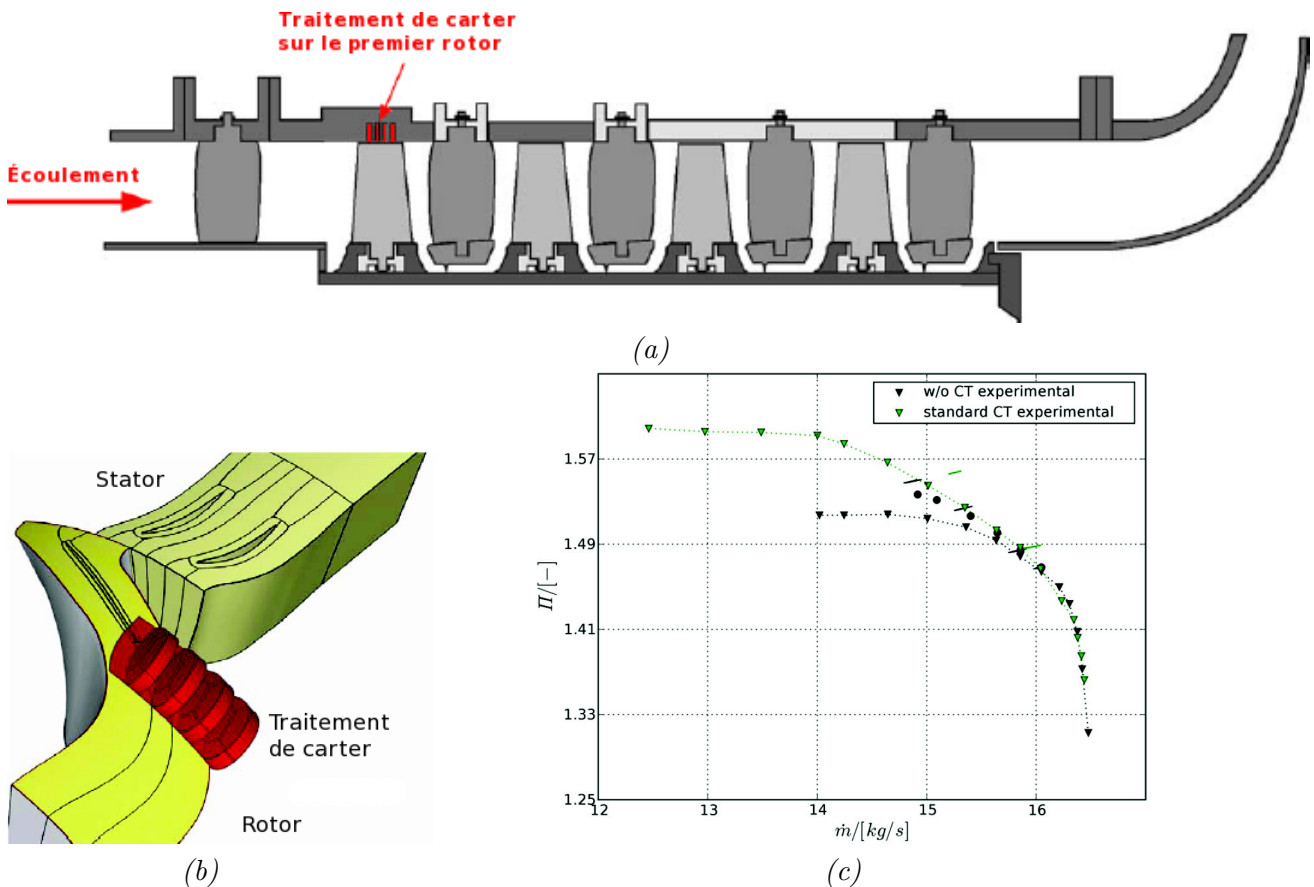 Traitement de carter
sur le premier rotor
Écoulement
(a)
Stator
Traitement
de carter
Rotor
(b)
w/o CT experimental
standard CT experimental
1.57
1.49
1.41
1.33
1.25
Π/[−]
12 13 14 15 16
ṁ/[kg/s]
(c)